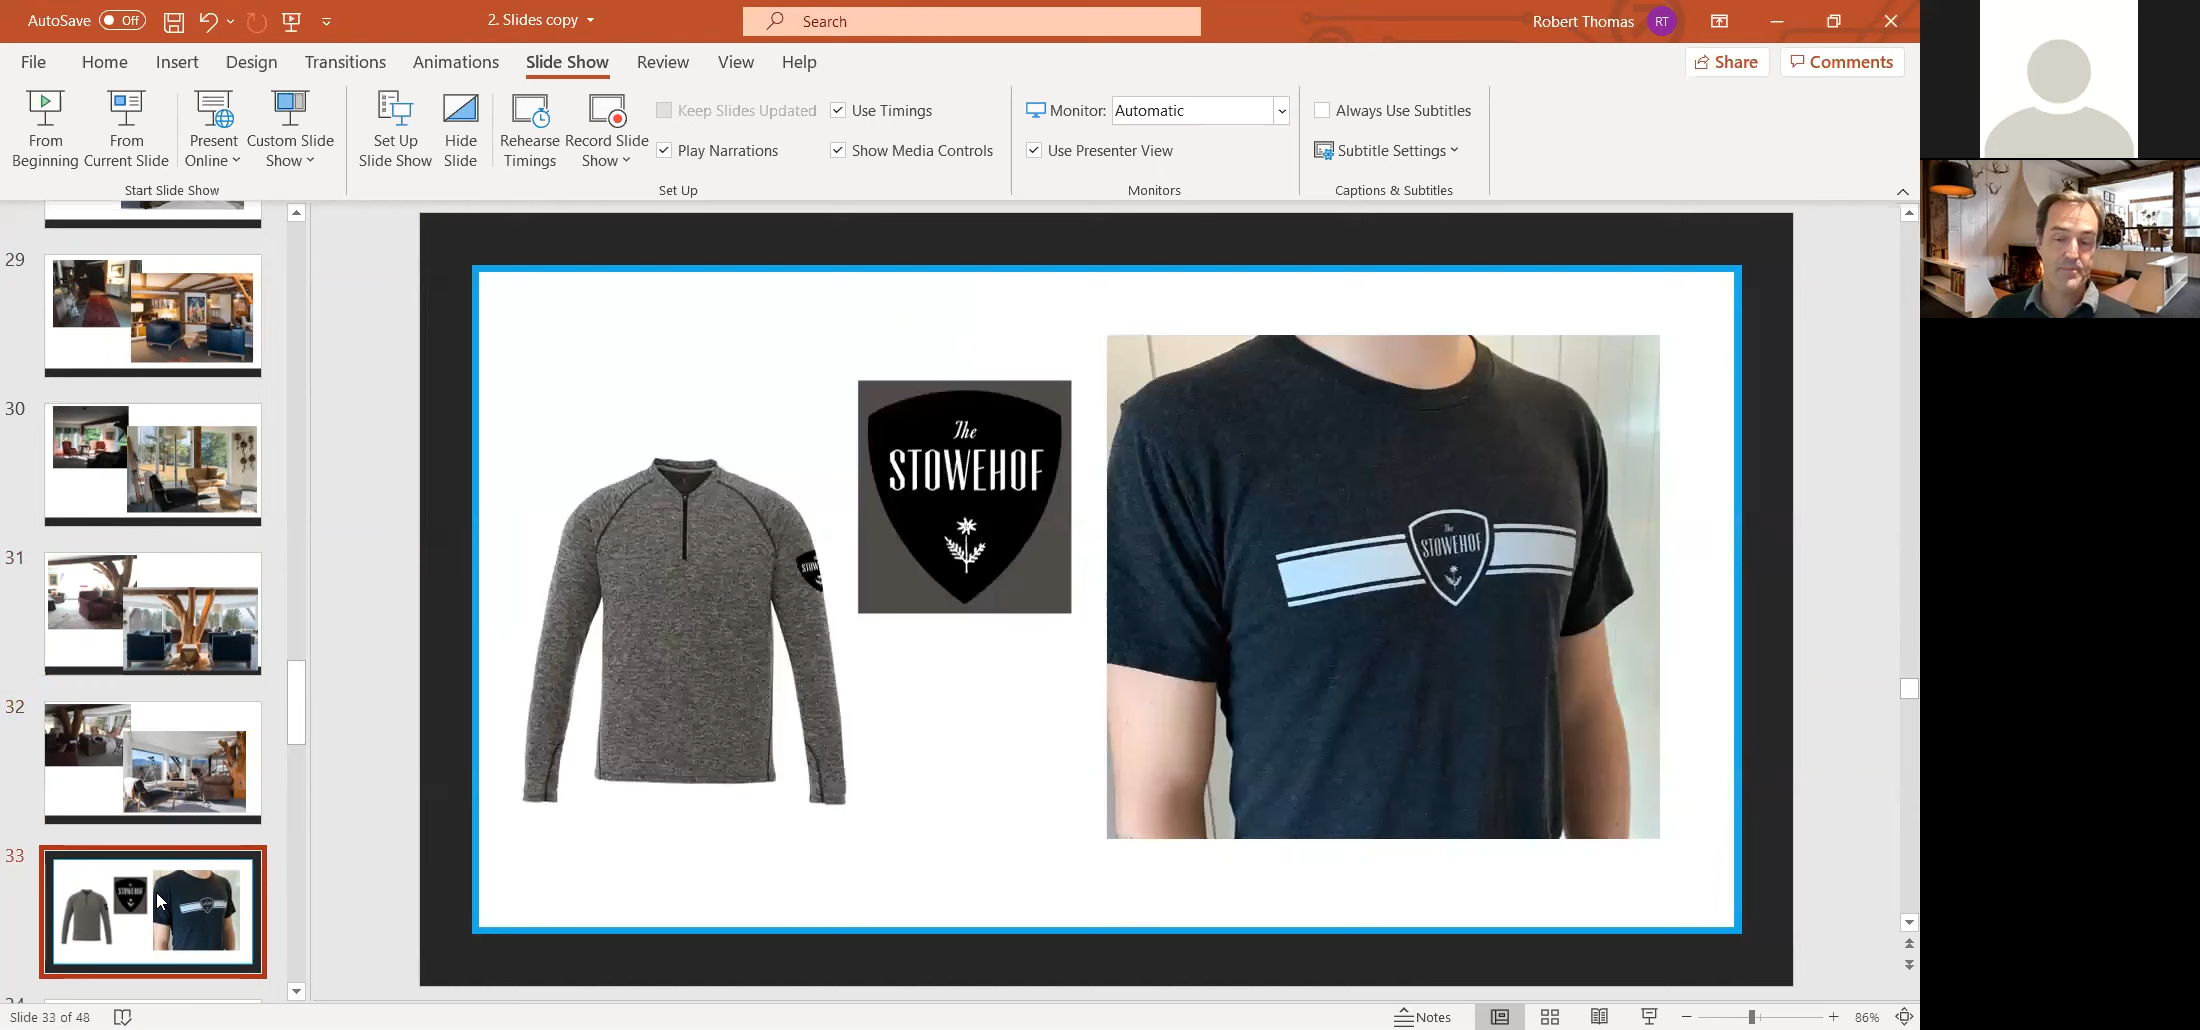 AutoSave Off 2. Slides copy Search Robert Thomas RT
File Home Insert Design Transitions Animations Slide Show Review View Help Share Comments
From Beginning
From Current Slide
Present Online
Custom Slide Show
Start Slide Show
Set Up Slide Show
Hide Slide
Rehearse Timings
Record Slide Show
Keep Slides Updated
Play Narrations
Use Timings
Show Media Controls
Set Up
Monitor: Automatic
Use Presenter View
Monitors
Always Use Subtitles
Subtitle Settings
Captions & Subtitles
29
30
31
32
33
The
STOWEHOF
The
STOWEHOF
STOWEHOF
Slide 33 of 48 Notes 86%